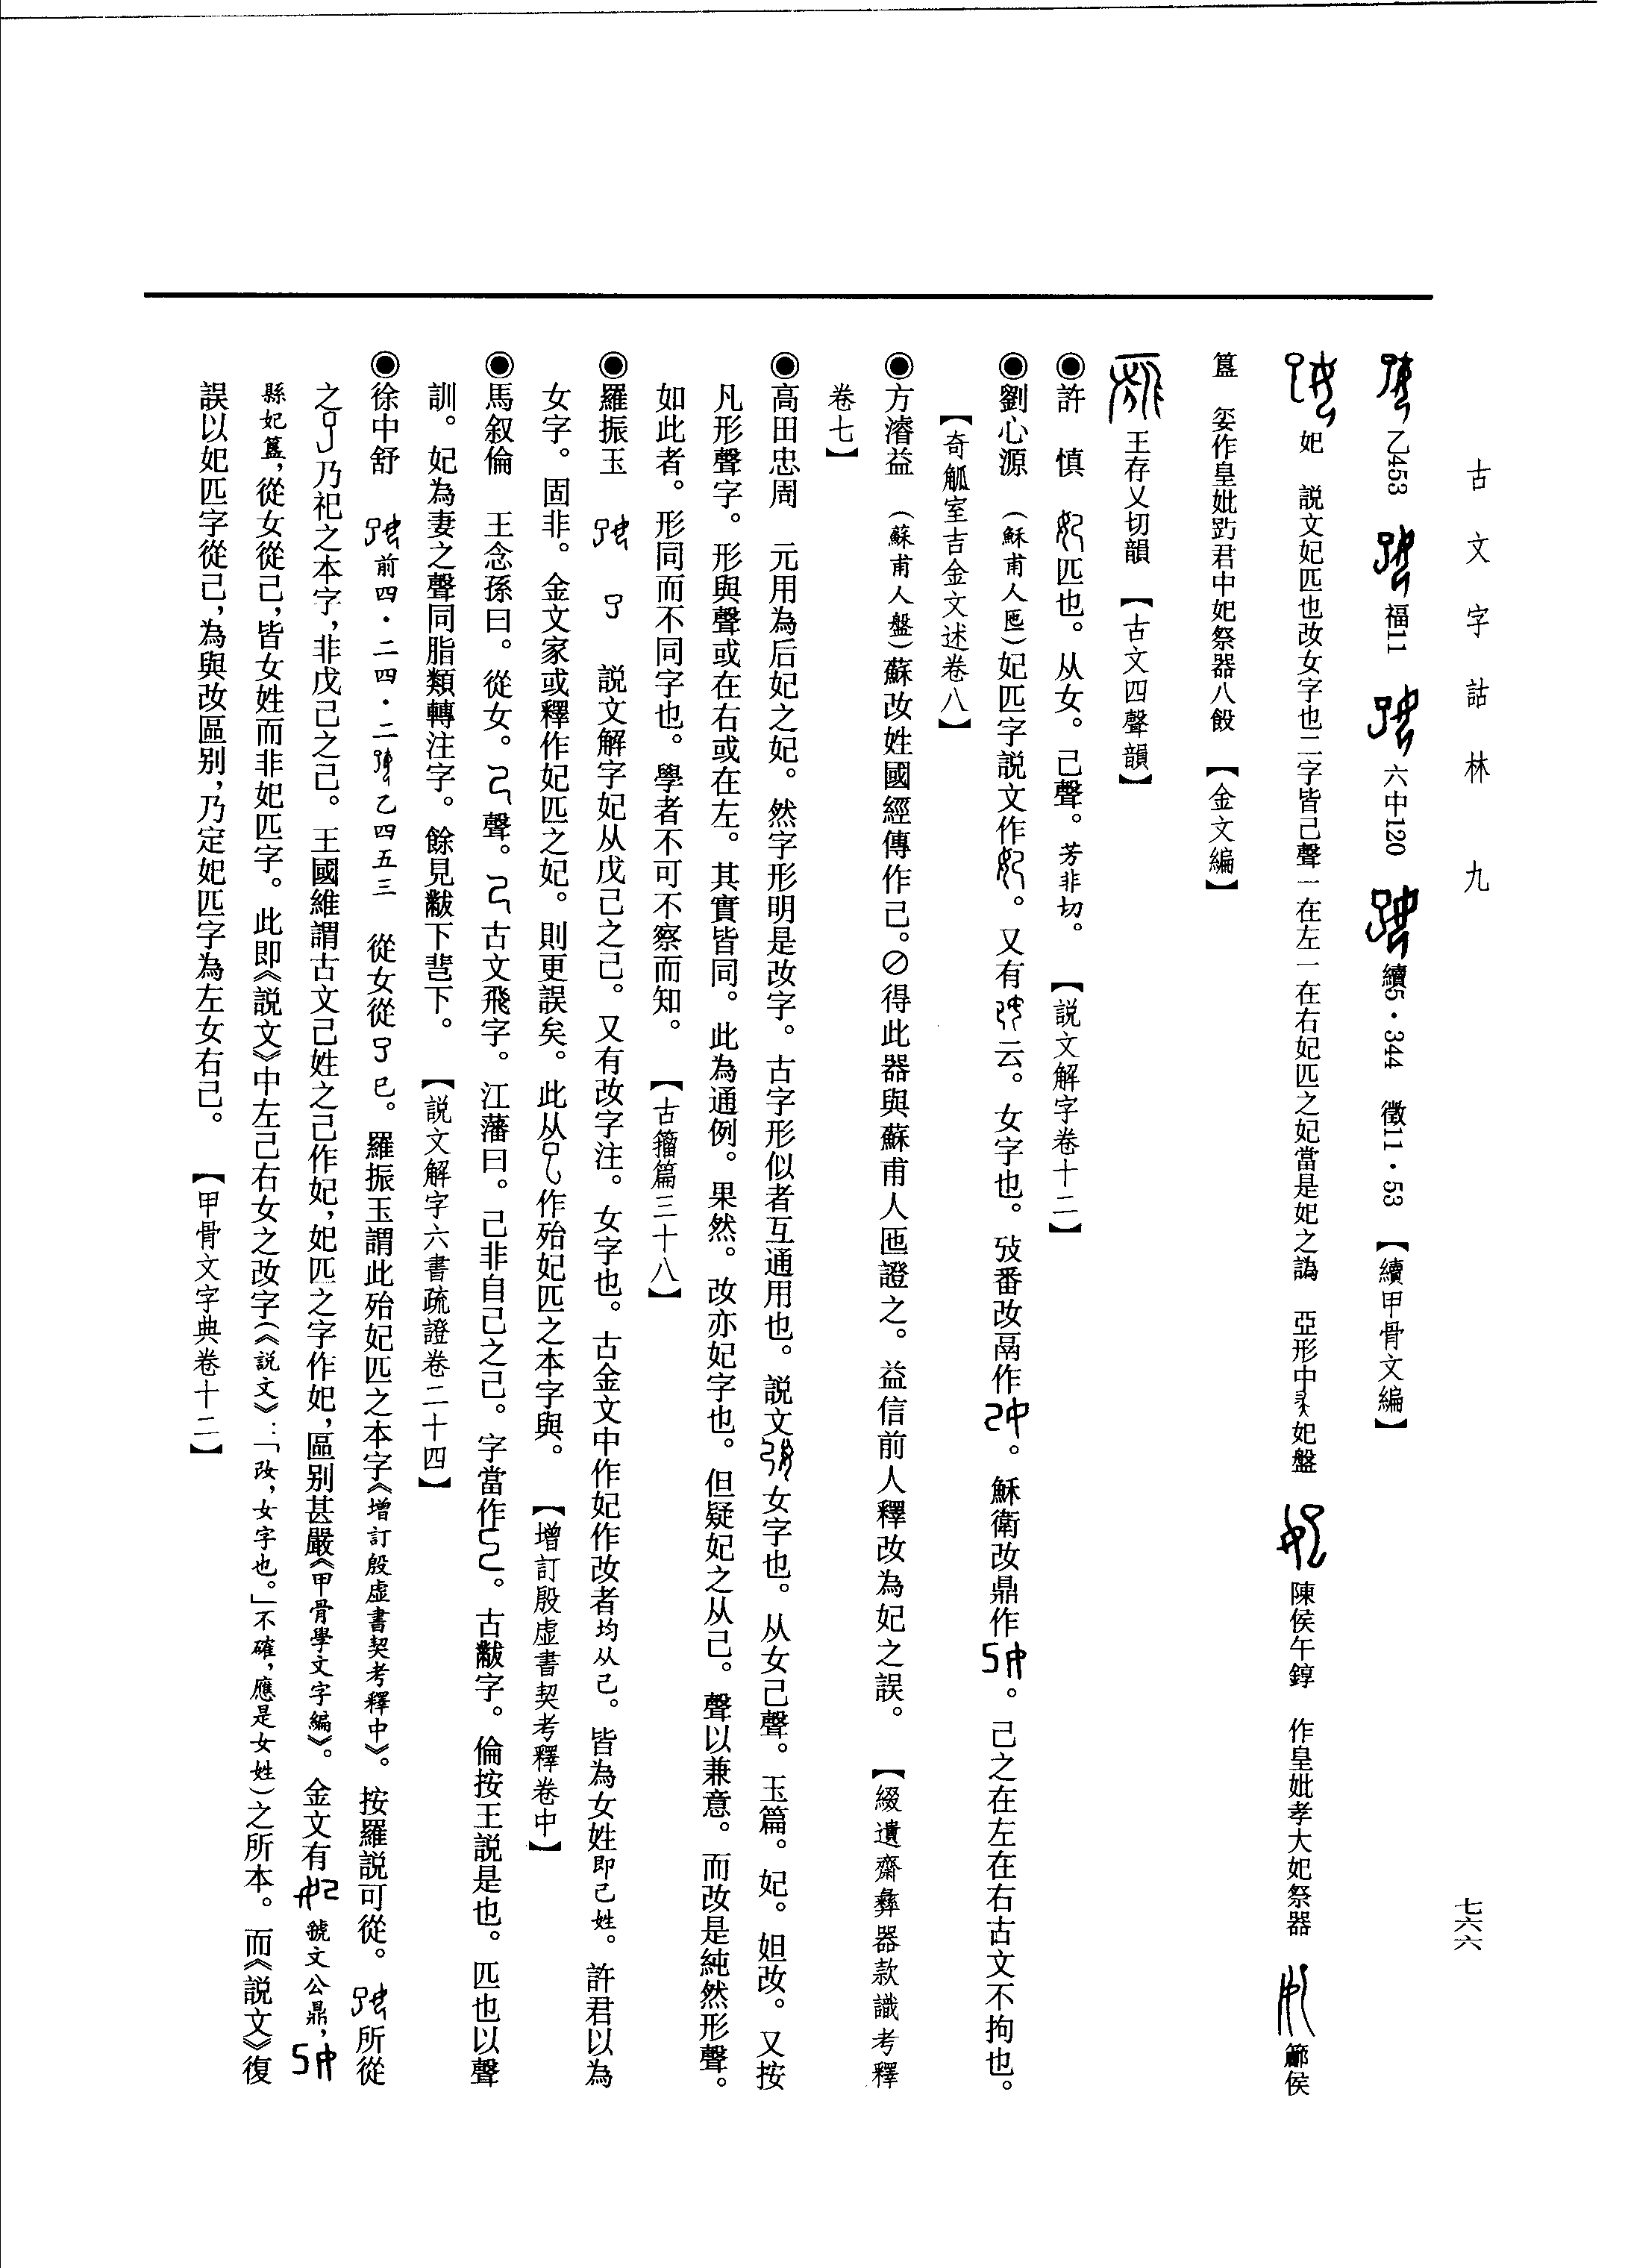 古文字詁林　九
七六六
乙453　福11　六中120　續5·344　徵11·53　【續甲骨文編】
妃　説文妃匹也改女字也二字皆己聲一在左一在右妃匹之妃當是妃之譌　亞形中妃盤　陳侯午錞　作皇妣孝大妃祭器　鄬侯
簋　作皇妣君中妃祭器八𣪘　【金文編】
王存乂切韻　【古文四聲韻】
◉許　慎　匹也。从女。己聲。芳非切。　【説文解字卷十二】
◉劉心源　（穌甫人匜）妃匹字説文作。又有云。女字也。攱番改鬲作。穌衛改鼎作。己之在左在右古文不拘也。
【奇觚室吉金文述卷八】
◉方濬益　（蘇甫人盤）蘇改姓國經傳作己。得此器與蘇甫人匜證之。益信前人釋改為妃之誤。　【綴遺齋彝器款識考釋
卷七】
◉高田忠周　元用為后妃之妃。然字形明是改字。古字形似者互通用也。説文女字也。从女己聲。玉篇。妃。妲改。又按
凡形聲字。形與聲或在右或在左。其實皆同。此為通例。果然。改亦妃字也。但疑妃之从己。聲以兼意。而改是純然形聲。
如此者。形同而不同字也。學者不可不察而知。　【古籀篇三十八】
◉羅振玉　説文解字妃从戊己之己。又有改字注。女字也。古金文中作妃作改者均从己。皆為女姓即己姓。許君以為
女字。固非。金文家或釋作妃匹之妃。則更誤矣。此从作殆妃匹之本字與。　【增訂殷虛書契考釋卷中】
◉馬叙倫　王念孫曰。從女。聲。古文飛字。江藩曰。己非自己之己。字當作。古黻字。倫按王説是也。匹也以聲
訓。妃為妻之聲同脂類轉注字。餘見黻下悲下。　【説文解字六書疏證卷二十四】
◉徐中舒　前四·二四·二　乙四五三　從女從巳。羅振玉謂此殆妃匹之本字《增訂殷虛書契考釋中》。按羅説可從。所從
之乃祀之本字，非戊己之己。王國維謂古文己姓之己作妃，妃匹之字作妃，區别甚嚴《甲骨學文字編》。金文有虢文公鼎，
縣妃簋，從女從己，皆女姓而非妃匹字。此即《説文》中左己右女之改字（《説文》：「改，女字也。」不確，應是女姓）之所本。而《説文》復
誤以妃匹字從己，為與改區别，乃定妃匹字為左女右己。　【甲骨文字典卷十二】